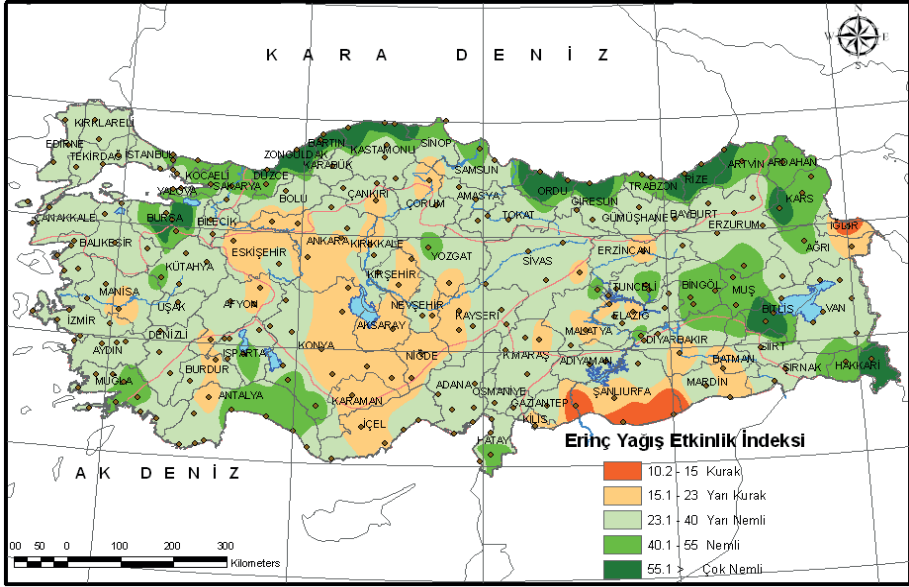 N
W E
S
K A R A D E N İ Z
KIRKLARELİ
EDİRNE
TEKİRDAĞ İSTANBUL
KOCAELİ
YALOVA SAKARYA DÜZCE
ZONGULDAK BARTIN
KARABÜK KASTAMONU SİNOP
SAMSUN
BOLU ÇANKIRI ÇORUM AMASYA
ORDU GİRESUN TRABZON RİZE ARTVİN ARDAHAN
KARS
TOKAT GÜMÜŞHANE BAYBURT
ÇANAKKALE BURSA BİLECİK
BALIKESİR ESKİŞEHİR ANKARA KIRIKKALE YOZGAT SİVAS ERZİNCAN ERZURUM AĞRI IĞDIR
KÜTAHYA KIRŞEHİR TUNCELİ BİNGÖL MUŞ
MANİSA UŞAK AFYON NEVŞEHİR KAYSERİ ELAZIĞ BİTLİS VAN
İZMİR AKSARAY MALATYA
DENİZLİ KONYA NİĞDE K.MARAŞ ADIYAMAN DİYARBAKIR BATMAN SİİRT
AYDIN ISPARTA ŞIRNAK HAKKARİ
BURDUR MARDİN
MUĞLA ANTALYA KARAMAN ADANA OSMANİYE GAZİANTEP ŞANLIURFA
İÇEL KİLİS
HATAY
A K D E N İ Z
Erinç Yağış Etkinlik İndeksi
10.2 - 15 Kurak
15.1 - 23 Yarı Kurak
23.1 - 40 Yarı Nemli
40.1 - 55 Nemli
55.1 > Çok Nemli
00 50 0 100 200 300
Kilometers